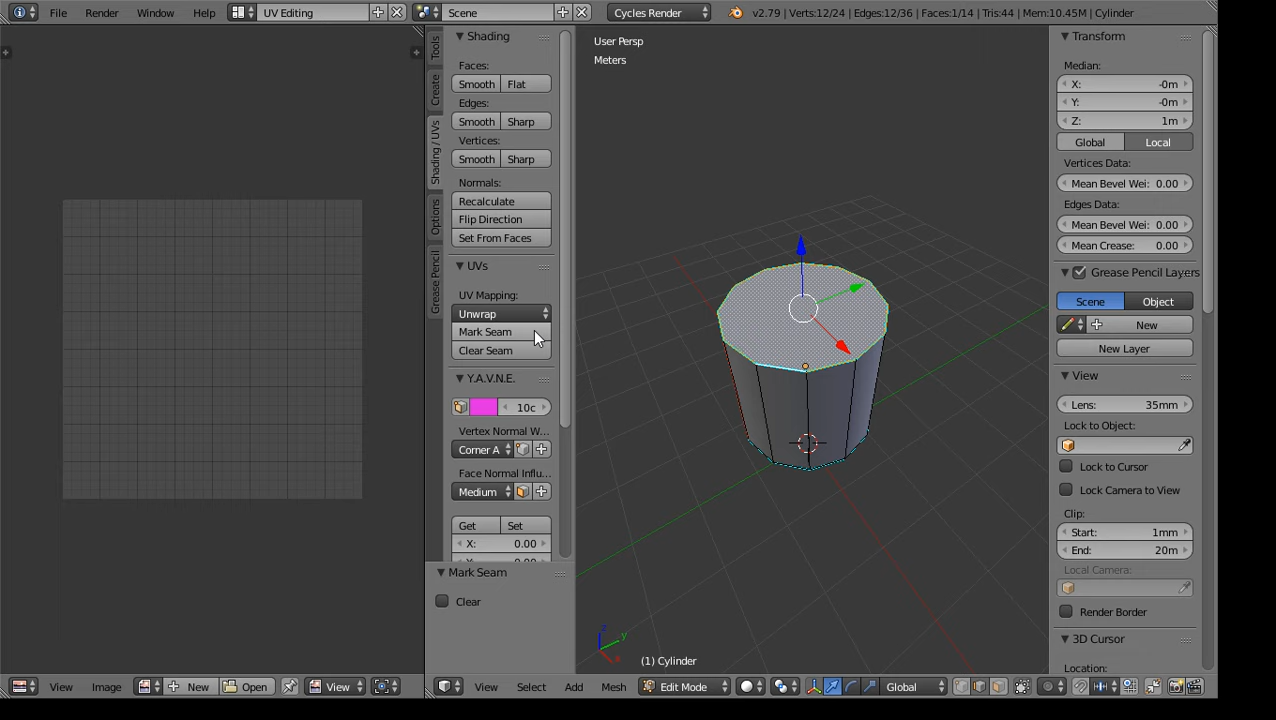 File Render Window Help UV Editing Scene Cycles Render v2.79 | Verts:12/24 | Edges:12/36 | Faces:1/14 | Tris:44 | Mem:10.45M | Cylinder
Tools
Create
Shading / UVs
Options
Grease Pencil
Shading
Faces:
Smooth Flat
Edges:
Smooth Sharp
Vertices:
Smooth Sharp
Normals:
Recalculate
Flip Direction
Set From Faces
UVs
UV Mapping:
Unwrap
Mark Seam
Clear Seam
Y.A.V.N.E.
10c
Vertex Normal W...
Corner A
Face Normal Influ...
Medium
Get Set
X: 0.00
Mark Seam
Clear
User Persp
Meters
z
y
x
(1) Cylinder
Transform
Median:
X: -0m
Y: -0m
Z: 1m
Global Local
Vertices Data:
Mean Bevel Wei: 0.00
Edges Data:
Mean Bevel Wei: 0.00
Mean Crease: 0.00
Grease Pencil Layers
Scene Object
New
New Layer
View
Lens: 35mm
Lock to Object:
Lock to Cursor
Lock Camera to View
Clip:
Start: 1mm
End: 20m
Local Camera:
Render Border
3D Cursor
Location:
View Image New Open View
View Select Add Mesh Edit Mode Global